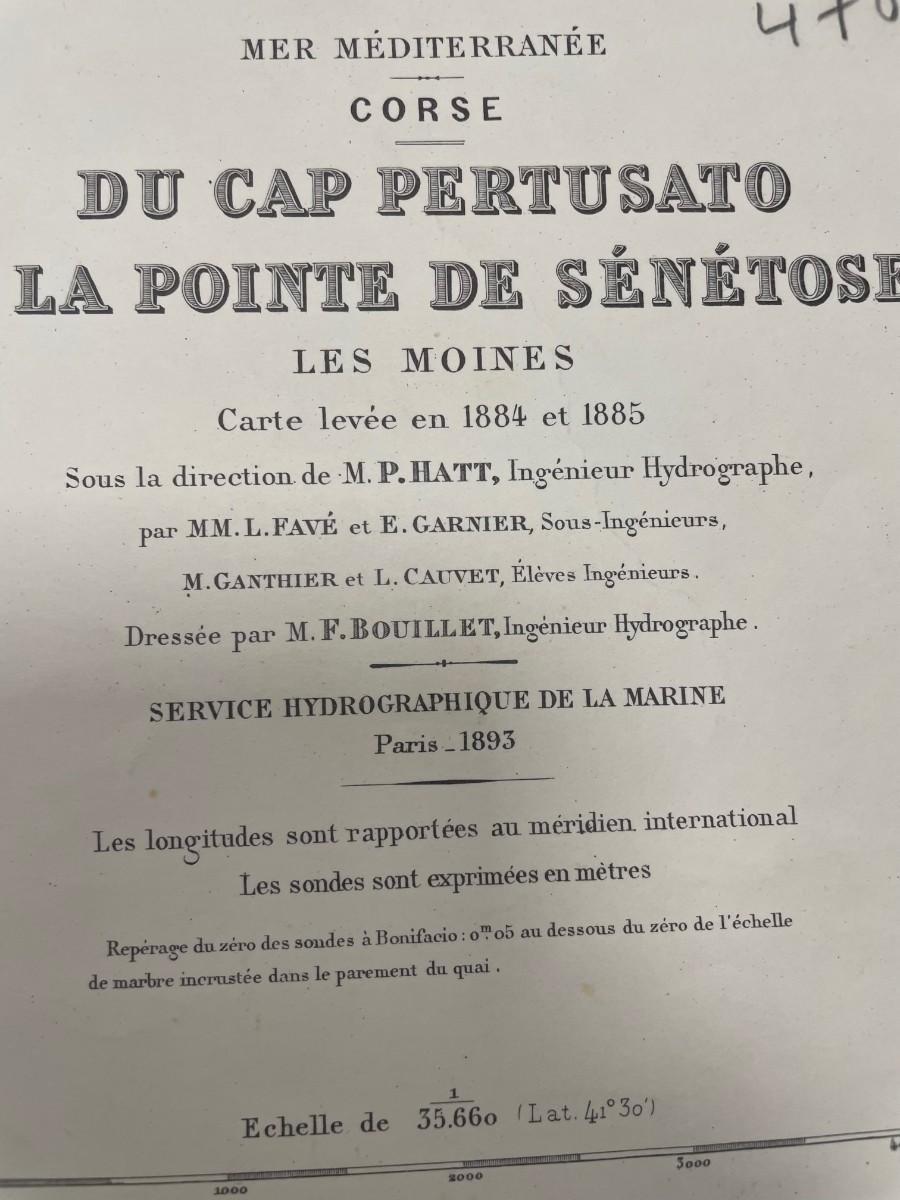 MER MÉDITERRANÉE
CORSE
DU CAP PERTUSATO
LA POINTE DE SÉNÉTOSE
LES MOINES
Carte levée en 1884 et 1885
Sous la direction de M. P. HATT, Ingénieur Hydrographe,
par MM. L. FAVÉ et E. GARNIER, Sous-Ingénieurs,
M. GANTHIER et L. CAUVET, Élèves Ingénieurs.
Dressée par M. F. BOUILLET, Ingénieur Hydrographe.
SERVICE HYDROGRAPHIQUE DE LA MARINE
Paris _ 1893
Les longitudes sont rapportées au méridien international
Les sondes sont exprimées en mètres
Repérage du zéro des sondes à Bonifacio : 0ᵐ.05 au dessous du zéro de l'échelle
de marbre incrustée dans le parement du quai.
Echelle de 1/35.660 (Lat. 41° 30')
1000 2000 3000